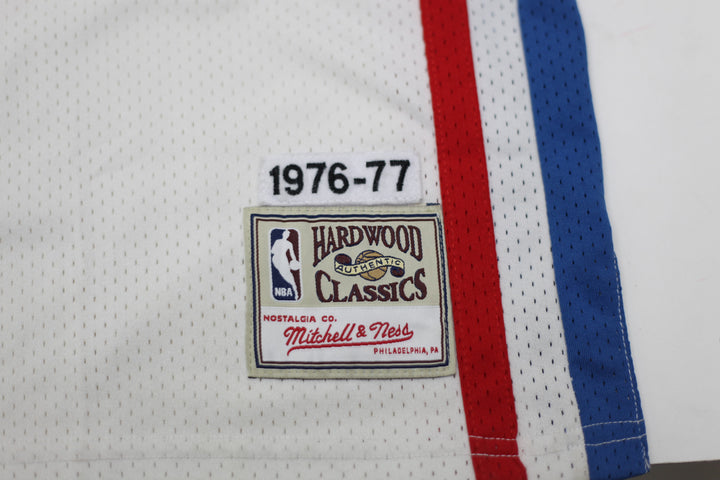 1976-77
HARDWOOD
AUTHENTIC
CLASSICS
NBA
NOSTALGIA CO.
Mitchell & Ness
PHILADELPHIA, PA